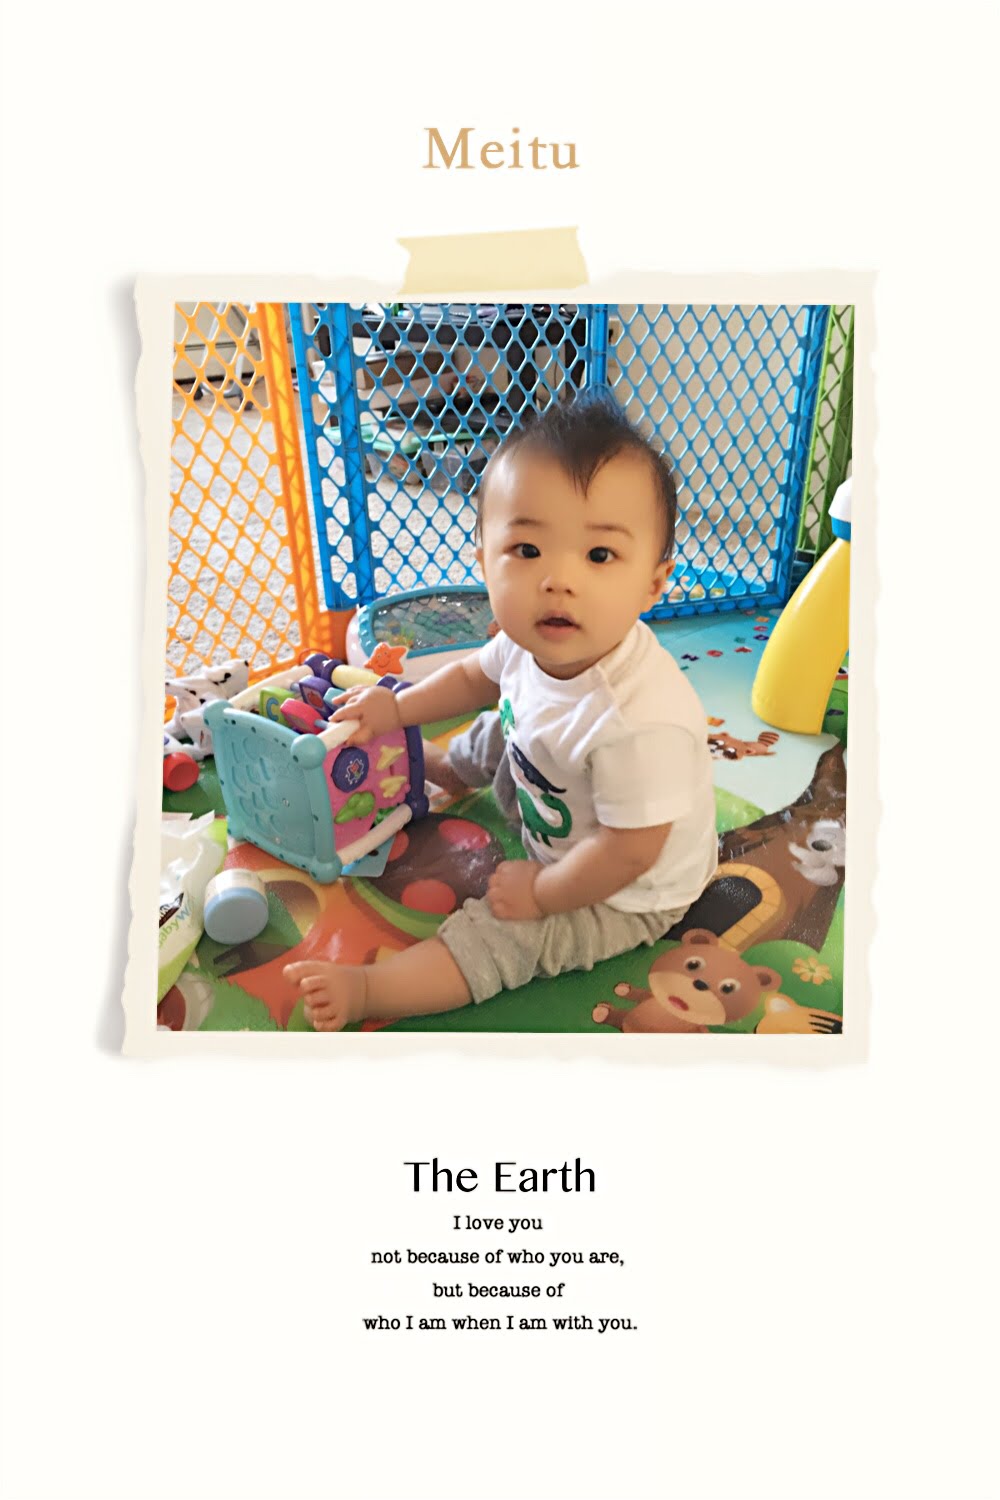 Meitu
The Earth
I love you
not because of who you are,
but because of
who I am when I am with you.